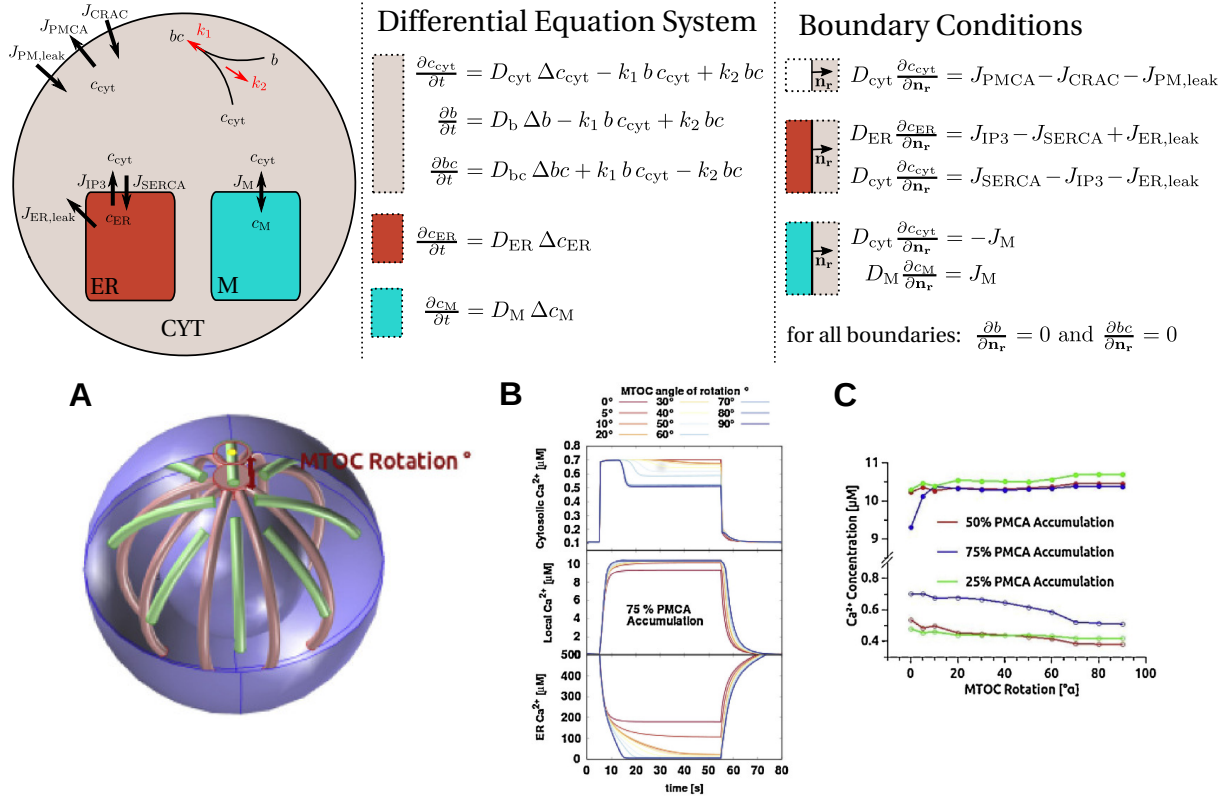 J_CRAC
J_PMCA
J_PM,leak
c_cyt
bc
k_1
b
k_2
c_cyt
c_cyt
J_IP3
J_SERCA
J_ER,leak
c_ER
ER
c_cyt
J_M
c_M
M
CYT
Differential Equation System
∂c_cyt/∂t = D_cyt Δc_cyt − k_1 b c_cyt + k_2 bc
∂b/∂t = D_b Δb − k_1 b c_cyt + k_2 bc
∂bc/∂t = D_bc Δbc + k_1 b c_cyt − k_2 bc
∂c_ER/∂t = D_ER Δc_ER
∂c_M/∂t = D_M Δc_M
Boundary Conditions
n_r
D_cyt ∂c_cyt/∂n_r = J_PMCA − J_CRAC − J_PM,leak
n_r
D_ER ∂c_ER/∂n_r = J_IP3 − J_SERCA + J_ER,leak
D_cyt ∂c_cyt/∂n_r = J_SERCA − J_IP3 − J_ER,leak
n_r
D_cyt ∂c_cyt/∂n_r = −J_M
D_M ∂c_M/∂n_r = J_M
for all boundaries: ∂b/∂n_r = 0 and ∂bc/∂n_r = 0
A
MTOC Rotation °
B
MTOC angle of rotation °
0° 30° 70°
5° 40° 80°
10° 50° 90°
20° 60°
Cytosolic Ca²⁺ [µM]
0.8
0.7
0.6
0.5
0.4
0.3
0.2
0.1
Local Ca²⁺ [µM]
10
8
6
4
2
0
75 % PMCA
Accumulation
ER Ca²⁺ [µM]
500
400
300
200
100
0
0 10 20 30 40 50 60 70 80
time [s]
C
Ca²⁺ Concentration [µM]
11
10
9
0.8
0.6
0.4
50% PMCA Accumulation
75% PMCA Accumulation
25% PMCA Accumulation
0 20 40 60 80 100
MTOC Rotation [°α]